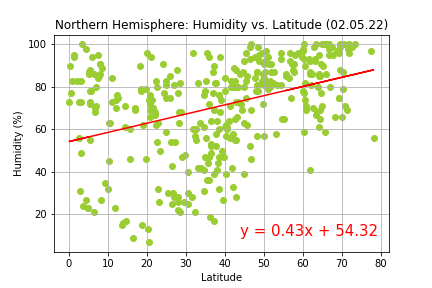 Northern Hemisphere: Humidity vs. Latitude (02.05.22)
100
80
60
40
20
Humidity (%)
y = 0.43x + 54.32
0 10 20 30 40 50 60 70 80
Latitude